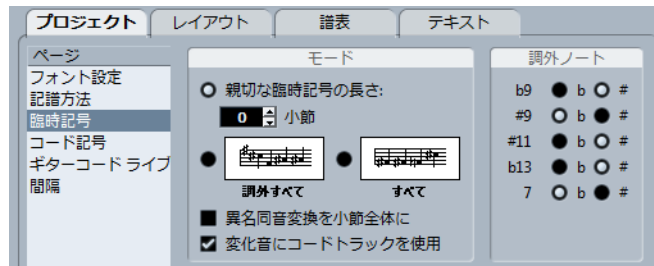 プロジェクト レイアウト 譜表 テキスト
ページ
フォント設定
記譜方法
臨時記号
コード記号
ギターコード ライブ
間隔
モード
親切な臨時記号の長さ:
0 小節
調外すべて すべて
異名同音変換を小節全体に
変化音にコードトラックを使用
調外ノート
b9 b #
#9 b #
#11 b #
b13 b #
7 b #